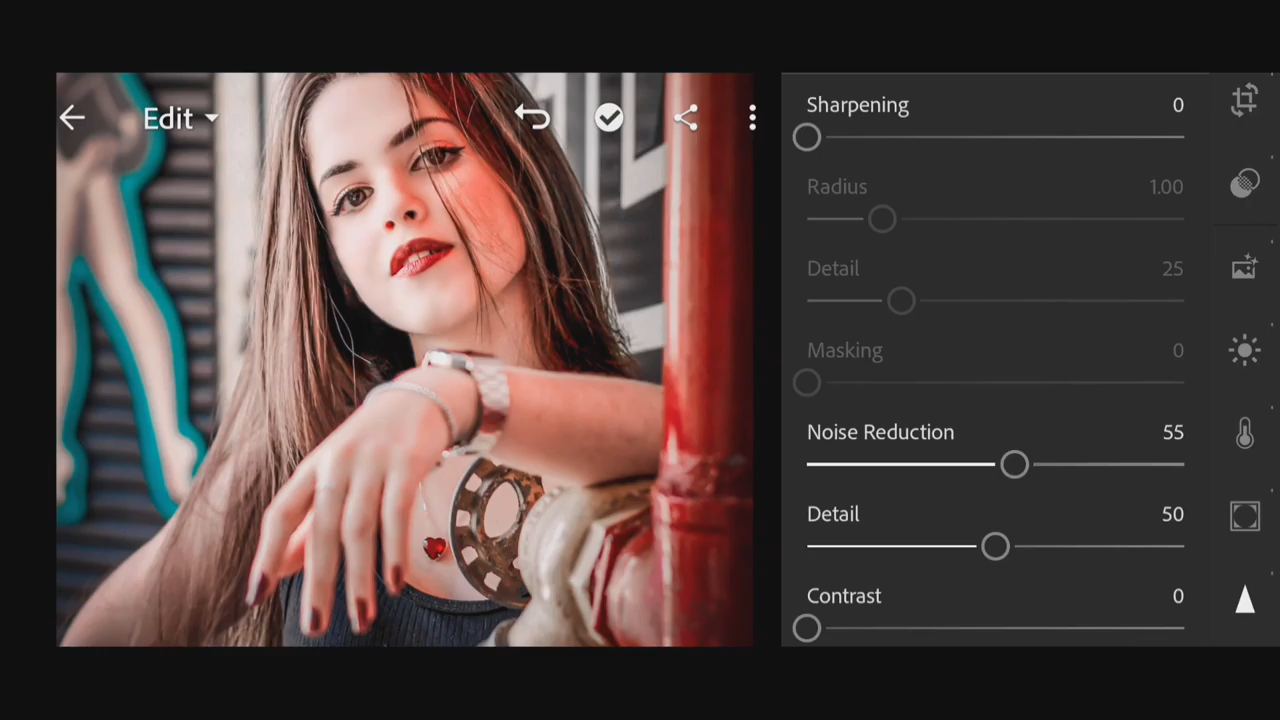 Edit
Sharpening 0
Radius 1.00
Detail 25
Masking 0
Noise Reduction 55
Detail 50
Contrast 0